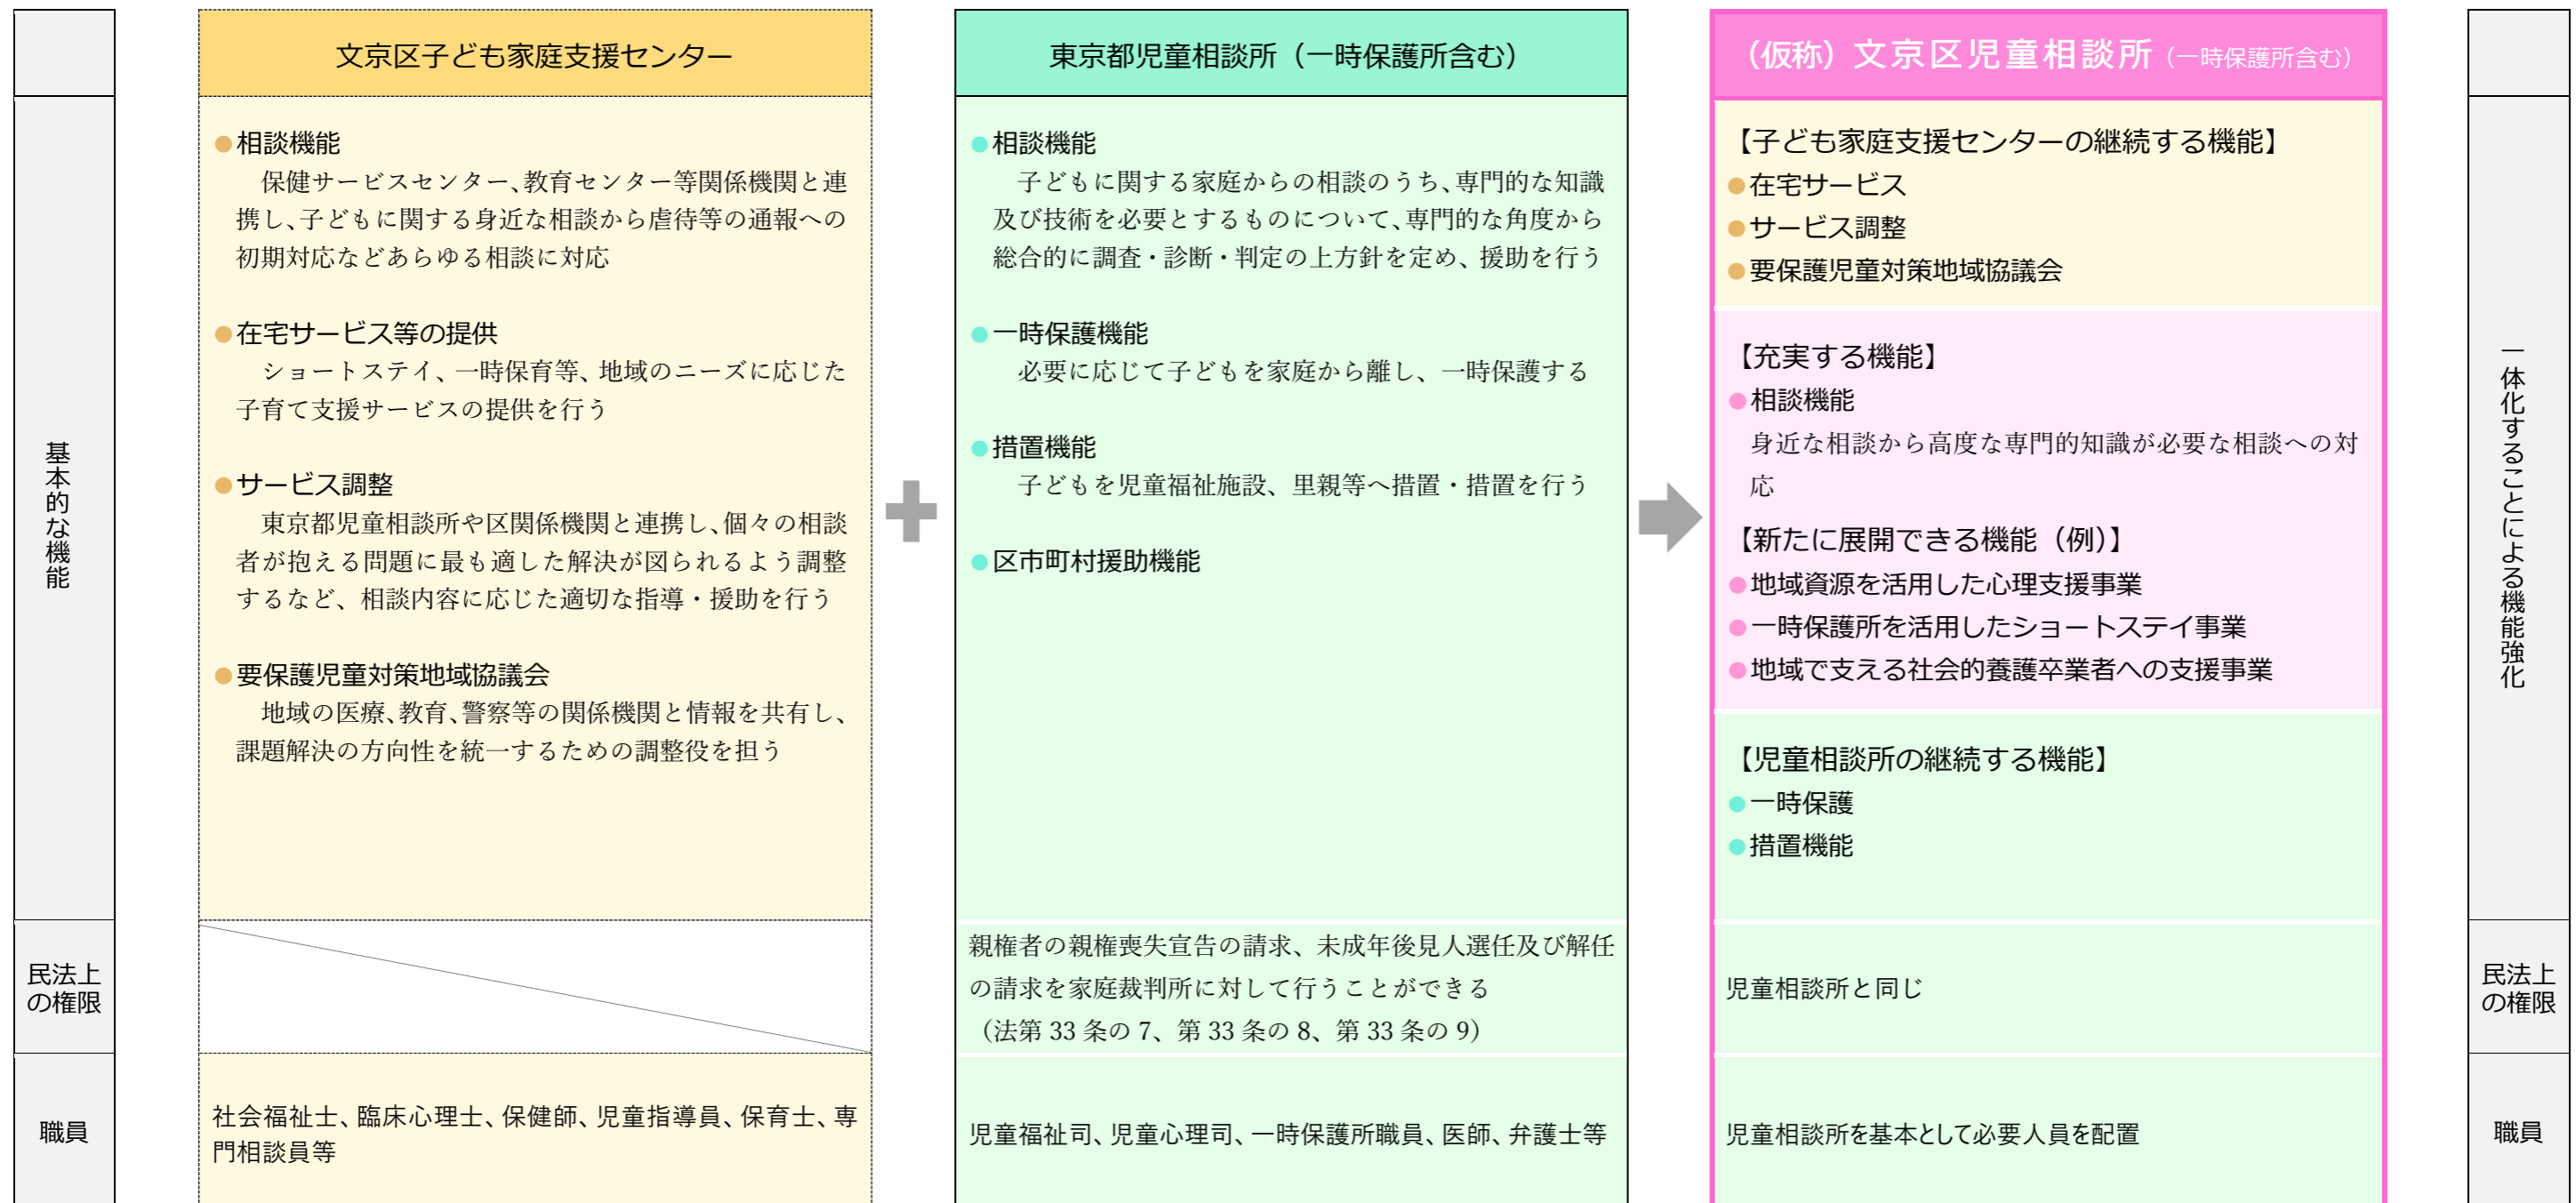 文京区子ども家庭支援センター
東京都児童相談所（一時保護所含む）
（仮称）文京区児童相談所（一時保護所含む）
基本的な機能
●相談機能
保健サービスセンター、教育センター等関係機関と連
携し、子どもに関する身近な相談から虐待等の通報への
初期対応などあらゆる相談に対応
●在宅サービス等の提供
ショートステイ、一時保育等、地域のニーズに応じた
子育て支援サービスの提供を行う
●サービス調整
東京都児童相談所や区関係機関と連携し、個々の相談
者が抱える問題に最も適した解決が図られるよう調整
するなど、相談内容に応じた適切な指導・援助を行う
●要保護児童対策地域協議会
地域の医療、教育、警察等の関係機関と情報を共有し、
課題解決の方向性を統一するための調整役を担う
●相談機能
子どもに関する家庭からの相談のうち、専門的な知識
及び技術を必要とするものについて、専門的な角度から
総合的に調査・診断・判定の上方針を定め、援助を行う
●一時保護機能
必要に応じて子どもを家庭から離し、一時保護する
●措置機能
子どもを児童福祉施設、里親等へ措置・措置を行う
●区市町村援助機能
【子ども家庭支援センターの継続する機能】
●在宅サービス
●サービス調整
●要保護児童対策地域協議会
【充実する機能】
●相談機能
身近な相談から高度な専門的知識が必要な相談への対
応
【新たに展開できる機能（例）】
●地域資源を活用した心理支援事業
●一時保護所を活用したショートステイ事業
●地域で支える社会的養護卒業者への支援事業
【児童相談所の継続する機能】
●一時保護
●措置機能
一体化することによる機能強化
民法上
の権限
親権者の親権喪失宣告の請求、未成年後見人選任及び解任
の請求を家庭裁判所に対して行うことができる
（法第 33 条の 7、第 33 条の 8、第 33 条の 9）
児童相談所と同じ
民法上
の権限
職員
社会福祉士、臨床心理士、保健師、児童指導員、保育士、専
門相談員等
児童福祉司、児童心理司、一時保護所職員、医師、弁護士等
児童相談所を基本として必要人員を配置
職員